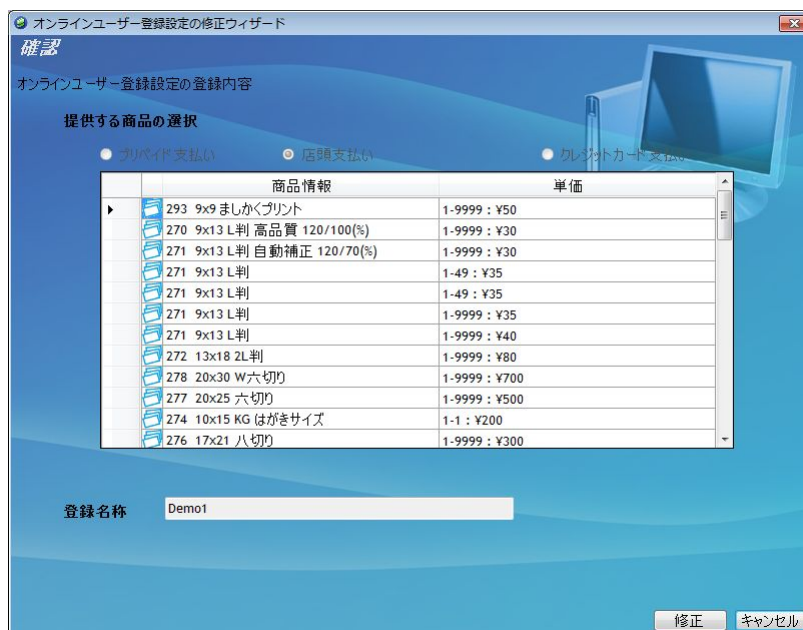 オンラインユーザー登録設定の修正ウィザード
確認
オンラインユーザー登録設定の登録内容
提供する商品の選択
プリペイド支払い 店頭支払い クレジットカード支払い
商品情報 単価
293 9x9 ましかくプリント 1-9999 : ¥50
270 9x13 L判 高品質 120/100(%) 1-9999 : ¥30
271 9x13 L判 自動補正 120/70(%) 1-9999 : ¥30
271 9x13 L判 1-49 : ¥35
271 9x13 L判 1-49 : ¥35
271 9x13 L判 1-9999 : ¥35
271 9x13 L判 1-9999 : ¥40
272 13x18 2L判 1-9999 : ¥80
278 20x30 W六切り 1-9999 : ¥700
277 20x25 六切り 1-9999 : ¥500
274 10x15 KG はがきサイズ 1-1 : ¥200
276 17x21 八切り 1-9999 : ¥300
登録名称 Demo1
修正 キャンセル